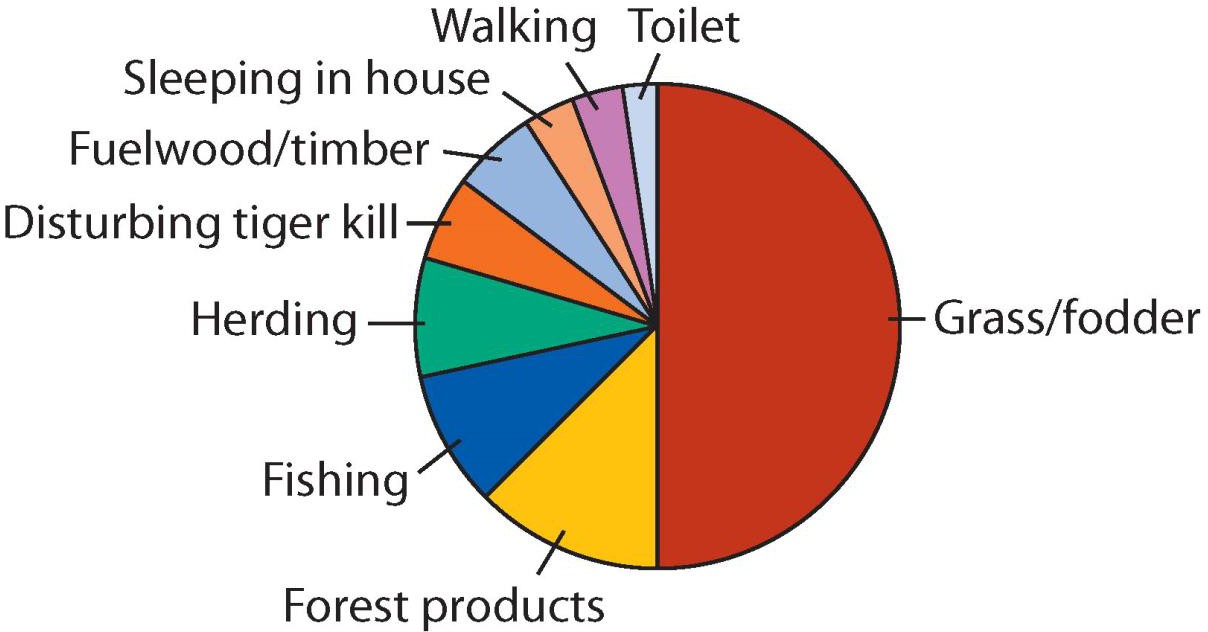 Walking
Toilet
Sleeping in house
Fuelwood/timber
Disturbing tiger kill
Herding
Grass/fodder
Fishing
Forest products